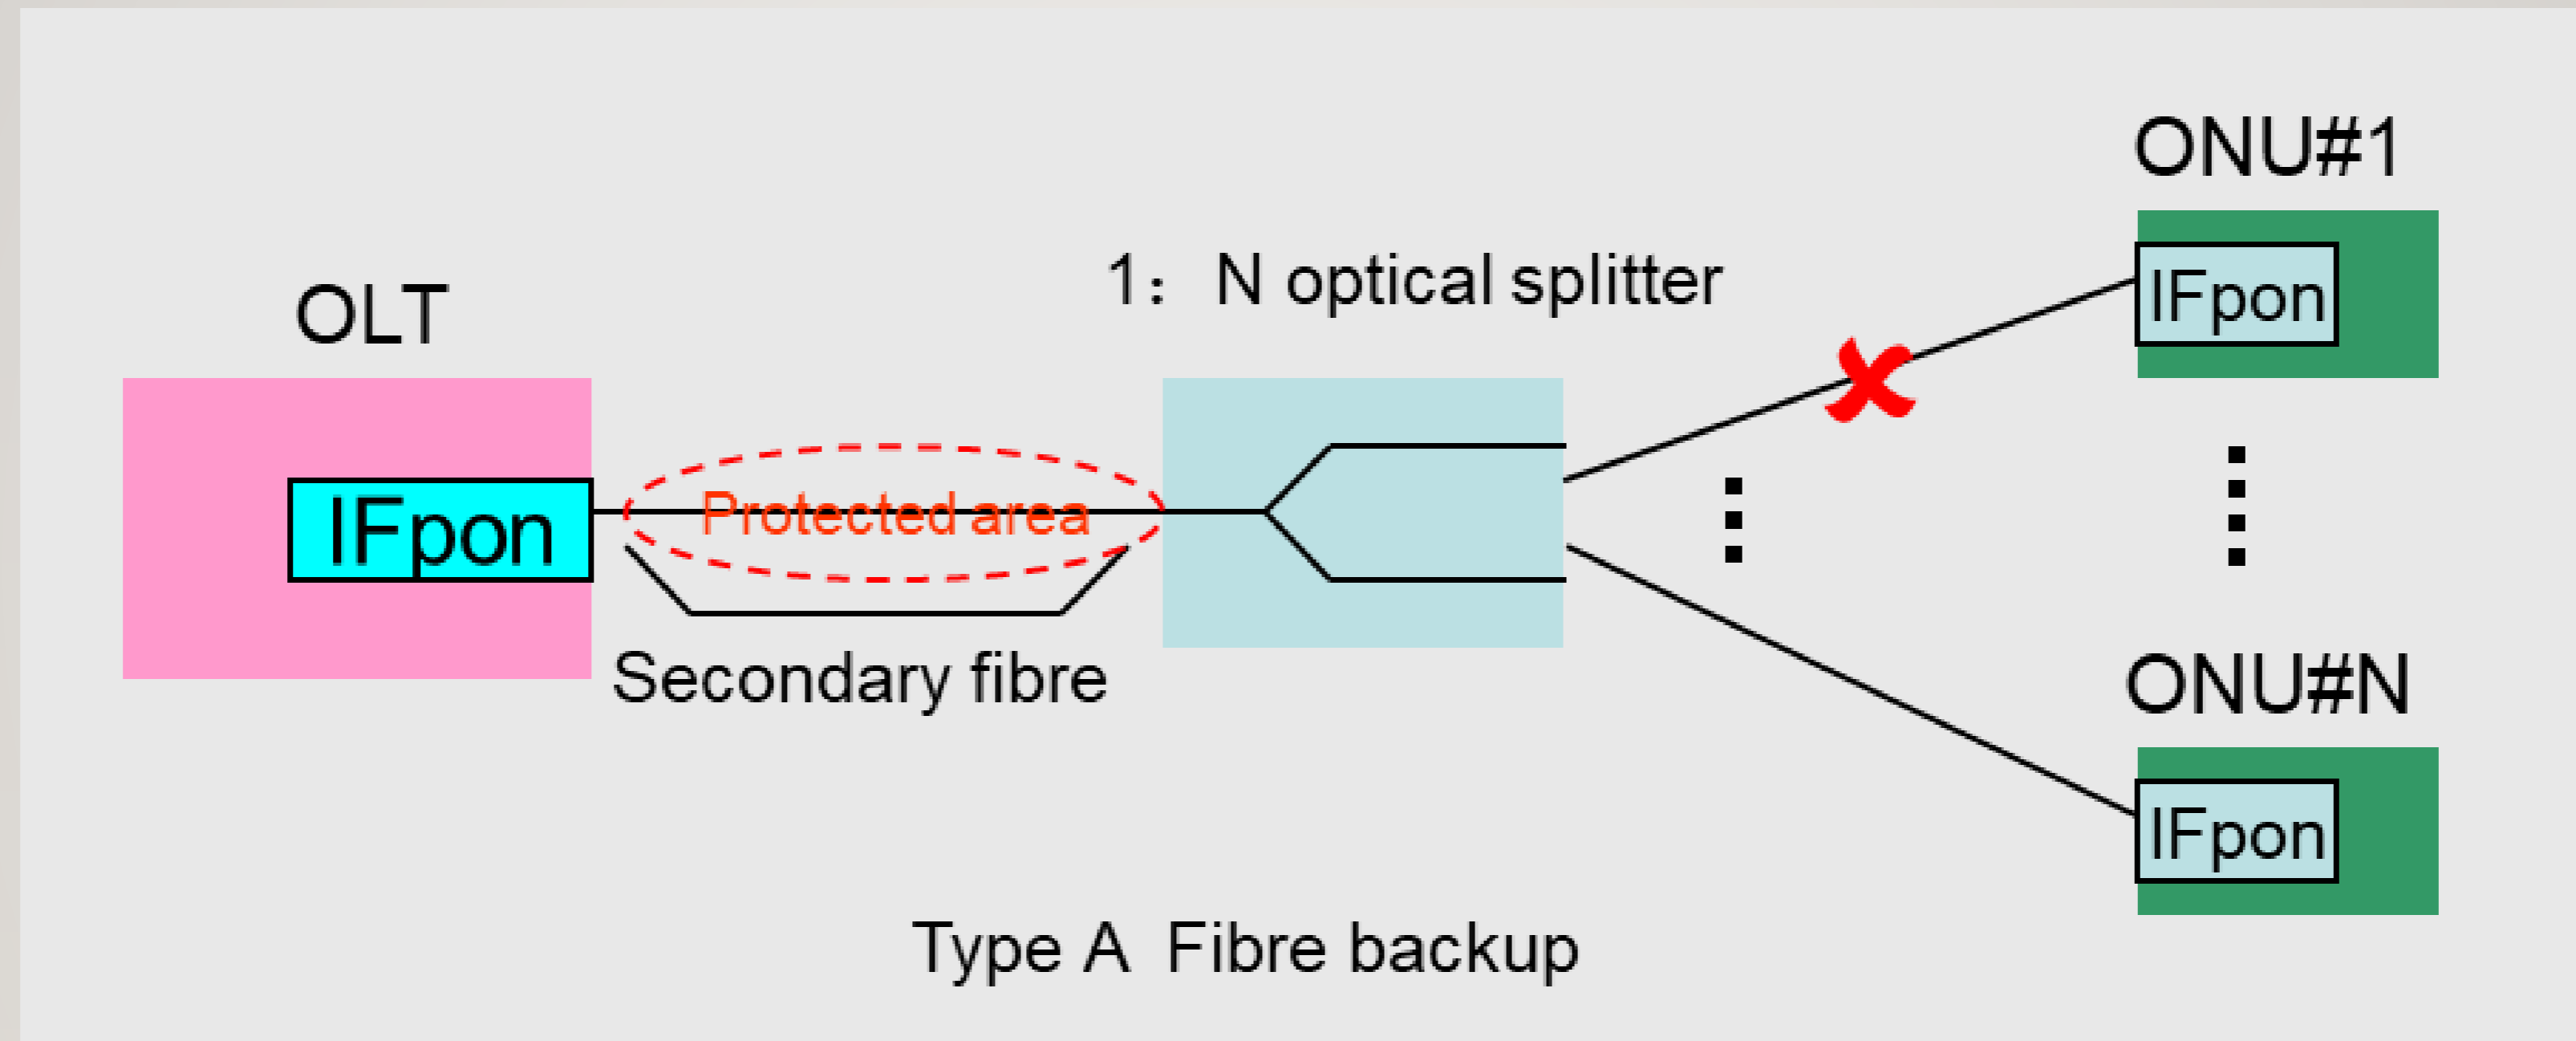 ONU#1
1： N optical splitter
OLT
IFpon
IFpon
Protected area
Secondary fibre
ONU#N
IFpon
Type A Fibre backup